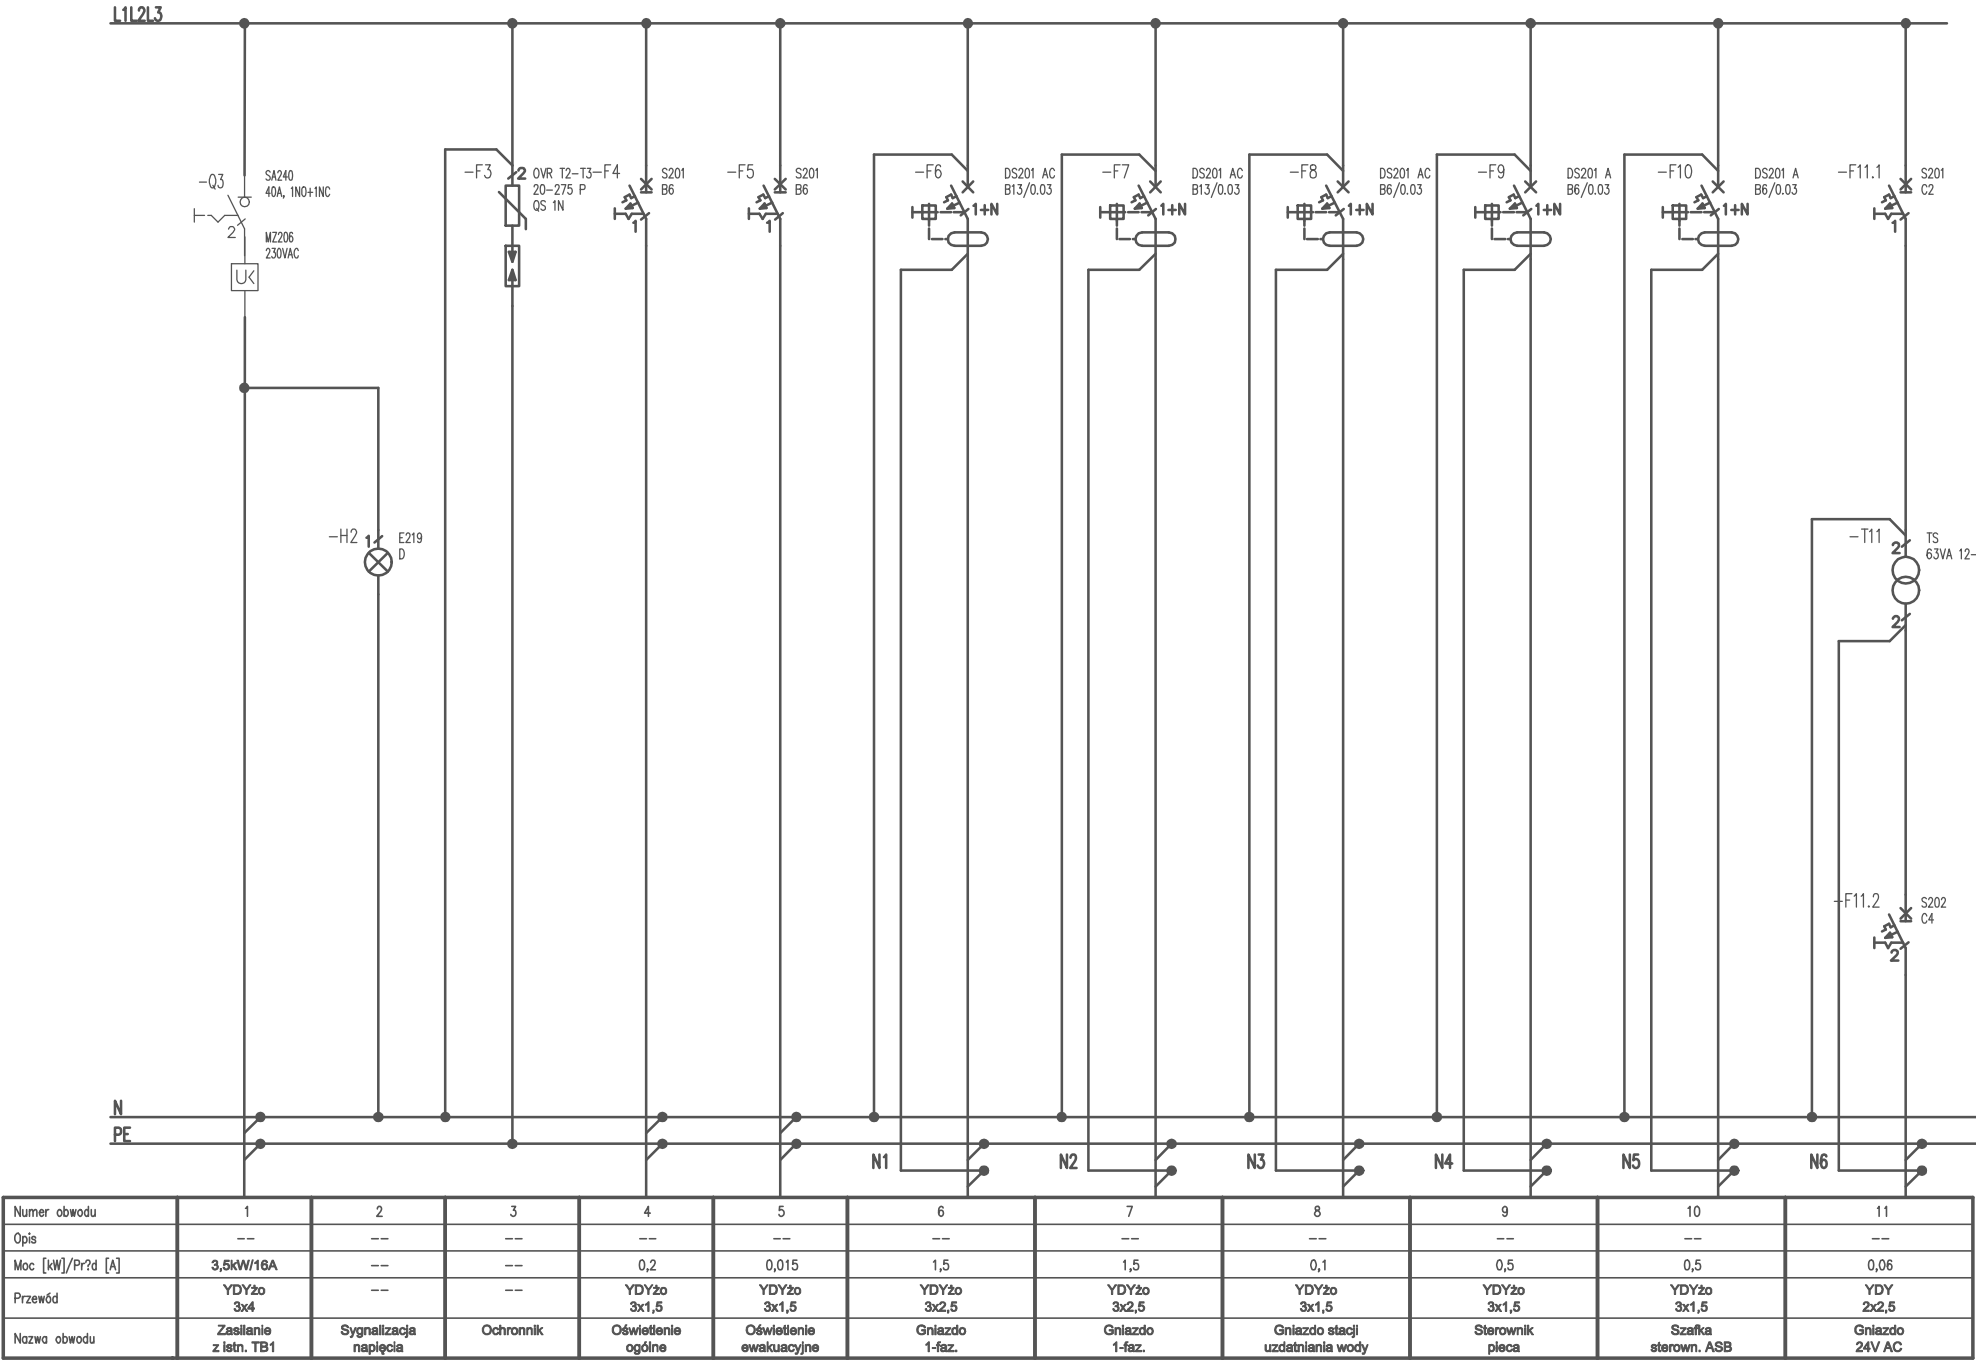 L1L2L3
-Q3
SA240
40A, 1NO+1NC
2
MZ206
230VAC
U<
-H2
1
E219
D
-F3
2
OVR T2-T3
20-275 P
QS 1N
-F4
S201
B6
1
-F5
S201
B6
1
-F6
DS201 AC
B13/0.03
1+N
-F7
DS201 AC
B13/0.03
1+N
-F8
DS201 AC
B6/0.03
1+N
-F9
DS201 A
B6/0.03
1+N
-F10
DS201 A
B6/0.03
1+N
-F11.1
S201
C2
1
-T11
2
TS
63VA 12-
2
-F11.2
S202
C4
2
N
PE
N1
N2
N3
N4
N5
N6
Numer obwodu 1 2 3 4 5 6 7 8 9 10 11
Opis -- -- -- -- -- -- -- -- -- -- --
Moc [kW]/Pr?d [A] 3,5kW/16A -- -- 0,2 0,015 1,5 1,5 0,1 0,5 0,5 0,06
Przewód YDYżo 3x4 -- -- YDYżo 3x1,5 YDYżo 3x1,5 YDYżo 3x2,5 YDYżo 3x2,5 YDYżo 3x1,5 YDYżo 3x1,5 YDYżo 3x1,5 YDY 2x2,5
Nazwa obwodu Zasilanie z istn. TB1 Sygnalizacja napięcia Ochronnik Oświetlenie ogólne Oświetlenie ewakuacyjne Gniazdo 1-faz. Gniazdo 1-faz. Gniazdo stacji uzdatniania wody Sterownik pieca Szafka sterown. ASB Gniazdo 24V AC